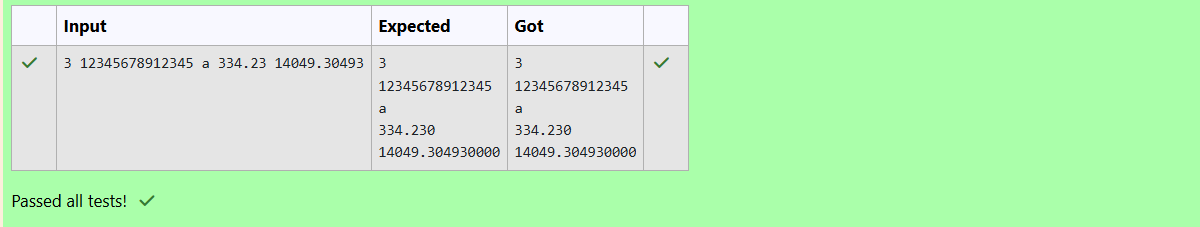 Input Expected Got
3 12345678912345 a 334.23 14049.30493 3 3
12345678912345 12345678912345
a a
334.230 334.230
14049.304930000 14049.304930000
Passed all tests!